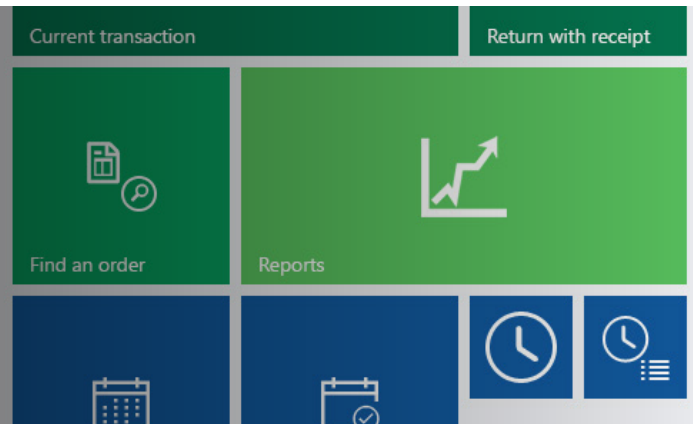 Current transaction
Return with receipt
Find an order
Reports